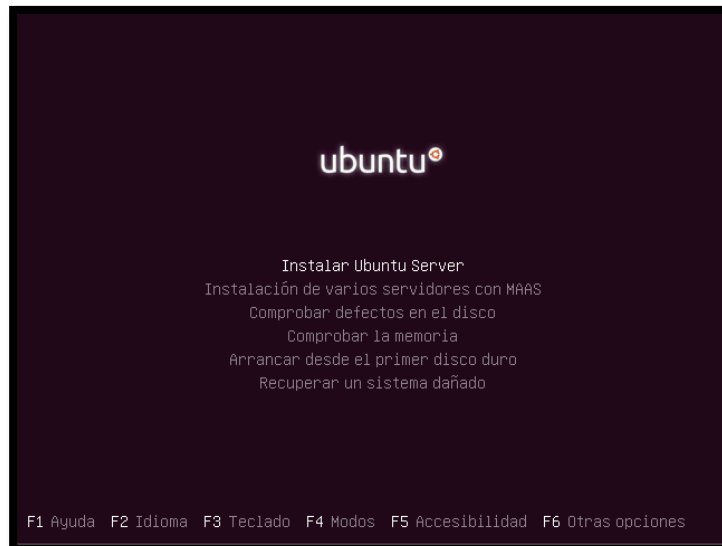 ubuntu
Instalar Ubuntu Server
Instalación de varios servidores con MAAS
Comprobar defectos en el disco
Comprobar la memoria
Arrancar desde el primer disco duro
Recuperar un sistema dañado
F1 Ayuda F2 Idioma F3 Teclado F4 Modos F5 Accesibilidad F6 Otras opciones